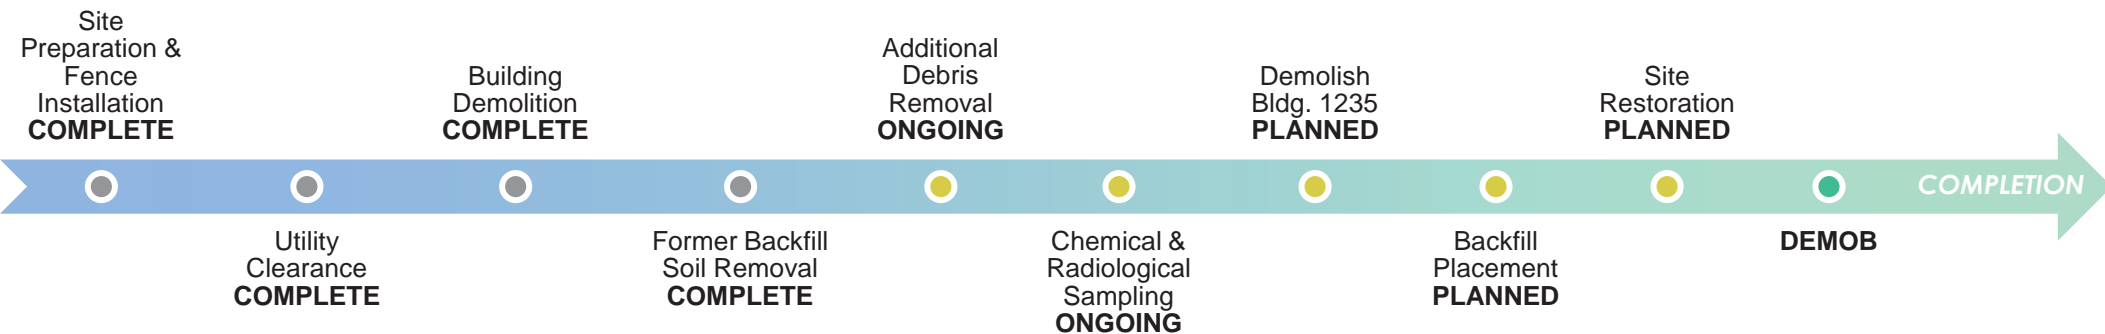 Site
Preparation &
Fence
Installation
COMPLETE
Utility
Clearance
COMPLETE
Building
Demolition
COMPLETE
Former Backfill
Soil Removal
COMPLETE
Additional
Debris
Removal
ONGOING
Chemical &
Radiological
Sampling
ONGOING
Demolish
Bldg. 1235
PLANNED
Backfill
Placement
PLANNED
Site
Restoration
PLANNED
DEMOB
COMPLETION